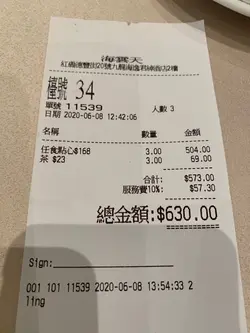 海寶天
紅磡德豐街20號九龍海逸君綽酒店2樓
檯號 34
單號 11539 人數 3
日期 2020-06-08 12:42:06
名稱 數量 金額
任食點心$168 3.00 504.00
茶 $23 3.00 69.00
合計: $573.00
服務費10%: $57.30
總金額:$630.00
Sign:
001 101 11539 2020-06-08 13:54:33 2
ling